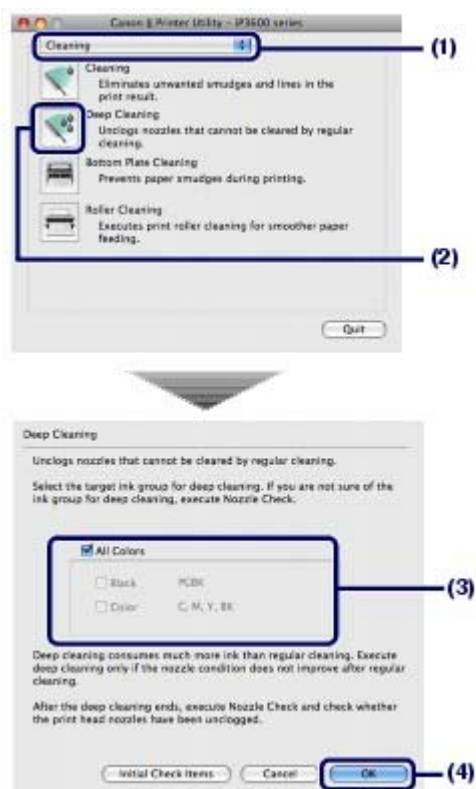 Canon IJ Printer Utility – iP3600 series
Cleaning
(1)
Cleaning
Eliminates unwanted smudges and lines in the
print result.
Deep Cleaning
Unclogs nozzles that cannot be cleared by regular
cleaning.
Bottom Plate Cleaning
Prevents paper smudges during printing.
Roller Cleaning
Executes print roller cleaning for smoother paper
feeding.
(2)
Quit
Deep Cleaning
Unclogs nozzles that cannot be cleared by regular cleaning.
Select the target ink group for deep cleaning. If you are not sure of the
ink group for deep cleaning, execute Nozzle Check.
All Colors
Black PGBK
(3)
Color C, M, Y, BK
Deep cleaning consumes much more ink than regular cleaning. Execute
deep cleaning only if the nozzle condition does not improve after regular
cleaning.
After the deep cleaning ends, execute Nozzle Check and check whether
the print head nozzles have been unclogged.
Initial Check Items Cancel OK (4)